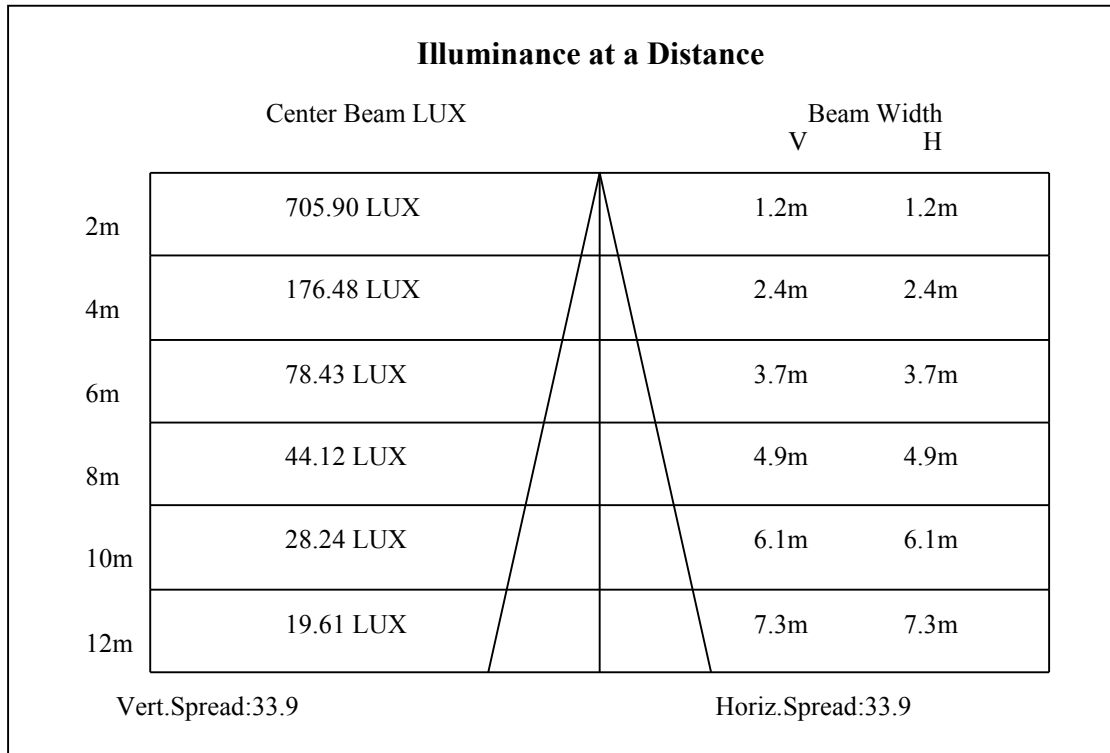 Illuminance at a Distance
Center Beam LUX Beam Width
V H
2m 705.90 LUX 1.2m 1.2m
4m 176.48 LUX 2.4m 2.4m
6m 78.43 LUX 3.7m 3.7m
8m 44.12 LUX 4.9m 4.9m
10m 28.24 LUX 6.1m 6.1m
12m 19.61 LUX 7.3m 7.3m
Vert.Spread:33.9 Horiz.Spread:33.9